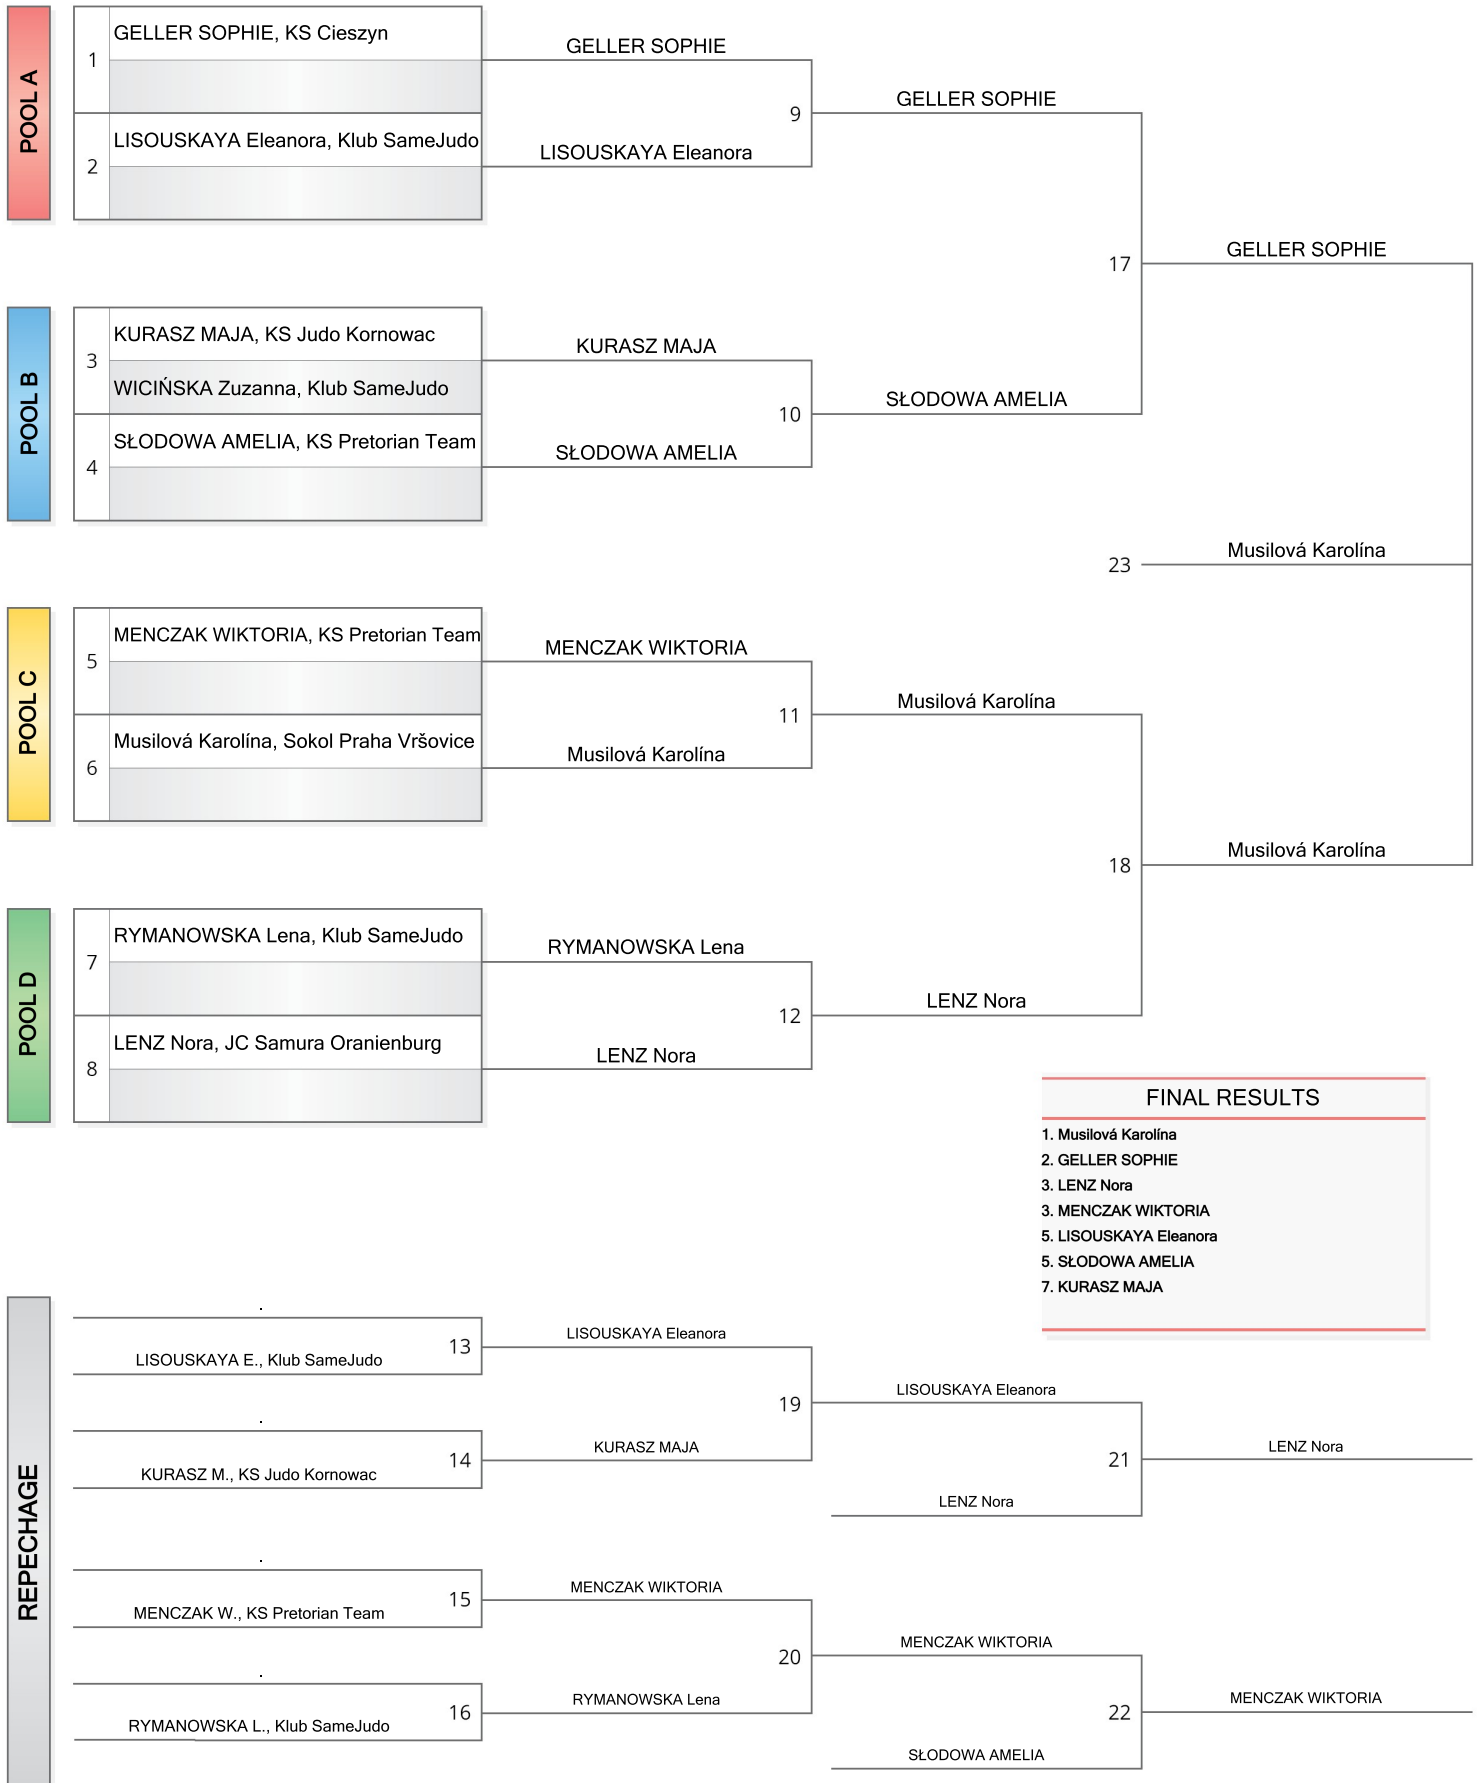 POOL A
1
GELLER SOPHIE, KS Cieszyn
2
LISOUSKAYA Eleanora, Klub SameJudo
GELLER SOPHIE
LISOUSKAYA Eleanora
9
GELLER SOPHIE
POOL B
3
KURASZ MAJA, KS Judo Kornowac
WICIŃSKA Zuzanna, Klub SameJudo
4
SŁODOWA AMELIA, KS Pretorian Team
KURASZ MAJA
SŁODOWA AMELIA
10
SŁODOWA AMELIA
17
GELLER SOPHIE
23
Musilová Karolína
POOL C
5
MENCZAK WIKTORIA, KS Pretorian Team
6
Musilová Karolína, Sokol Praha Vršovice
MENCZAK WIKTORIA
Musilová Karolína
11
Musilová Karolína
18
Musilová Karolína
POOL D
7
RYMANOWSKA Lena, Klub SameJudo
8
LENZ Nora, JC Samura Oranienburg
RYMANOWSKA Lena
LENZ Nora
12
LENZ Nora
FINAL RESULTS
1. Musilová Karolína
2. GELLER SOPHIE
3. LENZ Nora
3. MENCZAK WIKTORIA
5. LISOUSKAYA Eleanora
5. SŁODOWA AMELIA
7. KURASZ MAJA
REPECHAGE
.
LISOUSKAYA E., Klub SameJudo
13
LISOUSKAYA Eleanora
.
KURASZ M., KS Judo Kornowac
14
KURASZ MAJA
19
LISOUSKAYA Eleanora
LENZ Nora
21
LENZ Nora
.
MENCZAK W., KS Pretorian Team
15
MENCZAK WIKTORIA
.
RYMANOWSKA L., Klub SameJudo
16
RYMANOWSKA Lena
20
MENCZAK WIKTORIA
SŁODOWA AMELIA
22
MENCZAK WIKTORIA